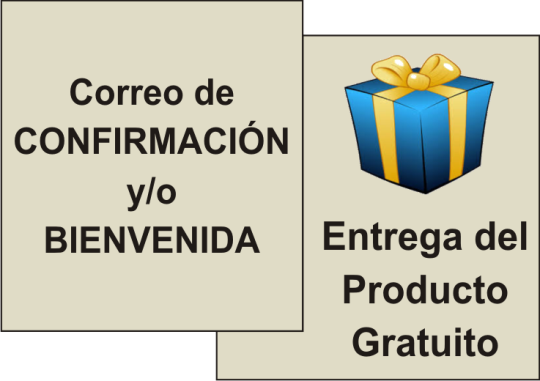 Correo de
CONFIRMACIÓN
y/o
BIENVENIDA
Entrega del
Producto
Gratuito